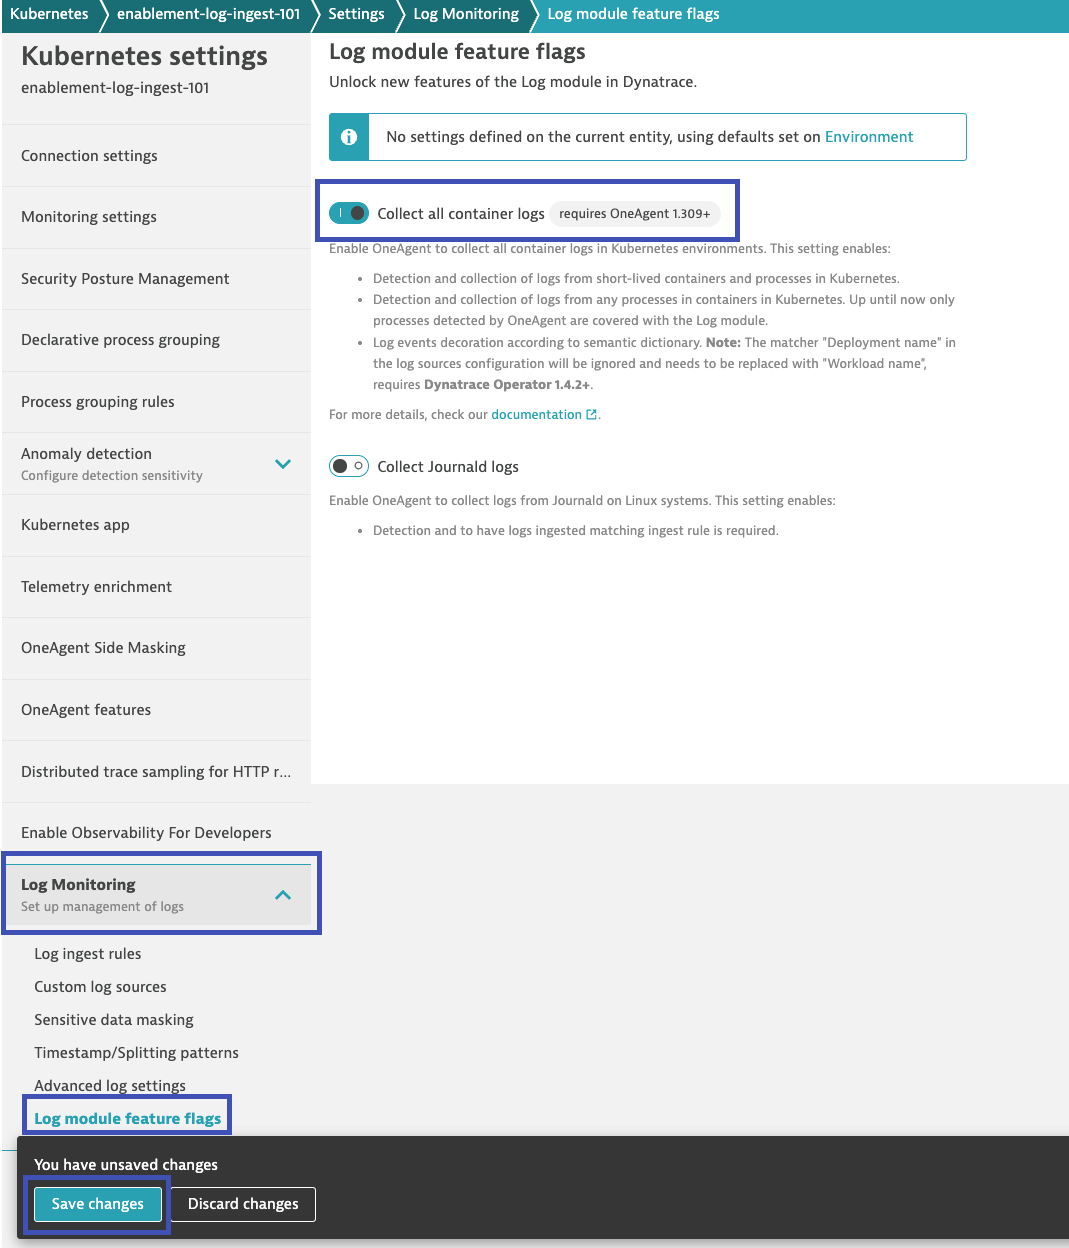 Kubernetes
enablement-log-ingest-101
Settings
Log Monitoring
Log module feature flags
Kubernetes settings
enablement-log-ingest-101
Connection settings
Monitoring settings
Security Posture Management
Declarative process grouping
Process grouping rules
Anomaly detection
Configure detection sensitivity
Kubernetes app
Telemetry enrichment
OneAgent Side Masking
OneAgent features
Distributed trace sampling for HTTP r...
Enable Observability For Developers
Log Monitoring
Set up management of logs
Log ingest rules
Custom log sources
Sensitive data masking
Timestamp/Splitting patterns
Advanced log settings
Log module feature flags
Log module feature flags
Unlock new features of the Log module in Dynatrace.
No settings defined on the current entity, using defaults set on Environment
Collect all container logs requires OneAgent 1.309+
Enable OneAgent to collect all container logs in Kubernetes environments. This setting enables:
• Detection and collection of logs from short-lived containers and processes in Kubernetes.
• Detection and collection of logs from any processes in containers in Kubernetes. Up until now only
processes detected by OneAgent are covered with the Log module.
• Log events decoration according to semantic dictionary. Note: The matcher "Deployment name" in
the log sources configuration will be ignored and needs to be replaced with "Workload name",
requires Dynatrace Operator 1.4.2+.
For more details, check our documentation.
Collect Journald logs
Enable OneAgent to collect logs from Journald on Linux systems. This setting enables:
• Detection and to have logs ingested matching ingest rule is required.
You have unsaved changes
Save changes
Discard changes